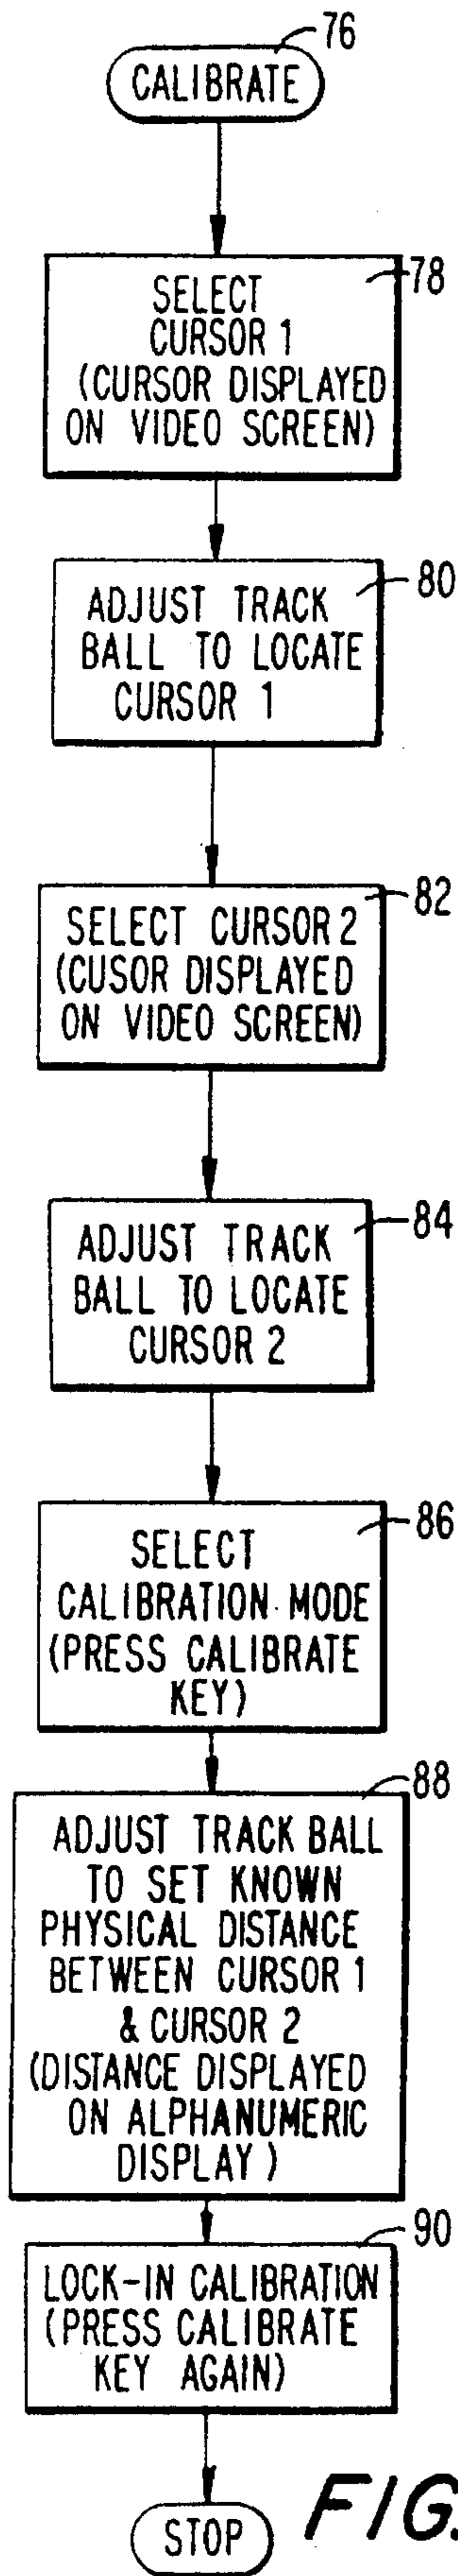 76
CALIBRATE
78
SELECT
CURSOR 1
(CURSOR DISPLAYED
ON VIDEO SCREEN)
80
ADJUST TRACK
BALL TO LOCATE
CURSOR 1
82
SELECT CURSOR 2
(CUSOR DISPLAYED
ON VIDEO SCREEN)
84
ADJUST TRACK
BALL TO LOCATE
CURSOR 2
86
SELECT
CALIBRATION MODE
(PRESS CALIBRATE
KEY)
88
ADJUST TRACK BALL
TO SET KNOWN
PHYSICAL DISTANCE
BETWEEN CURSOR 1
& CURSOR 2
(DISTANCE DISPLAYED
ON ALPHANUMERIC
DISPLAY)
90
LOCK-IN CALIBRATION
(PRESS CALIBRATE
KEY AGAIN)
STOP
FIG.